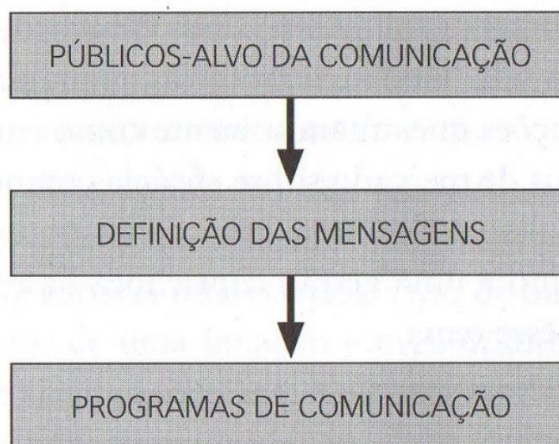 PÚBLICOS-ALVO DA COMUNICAÇÃO
DEFINIÇÃO DAS MENSAGENS
PROGRAMAS DE COMUNICAÇÃO